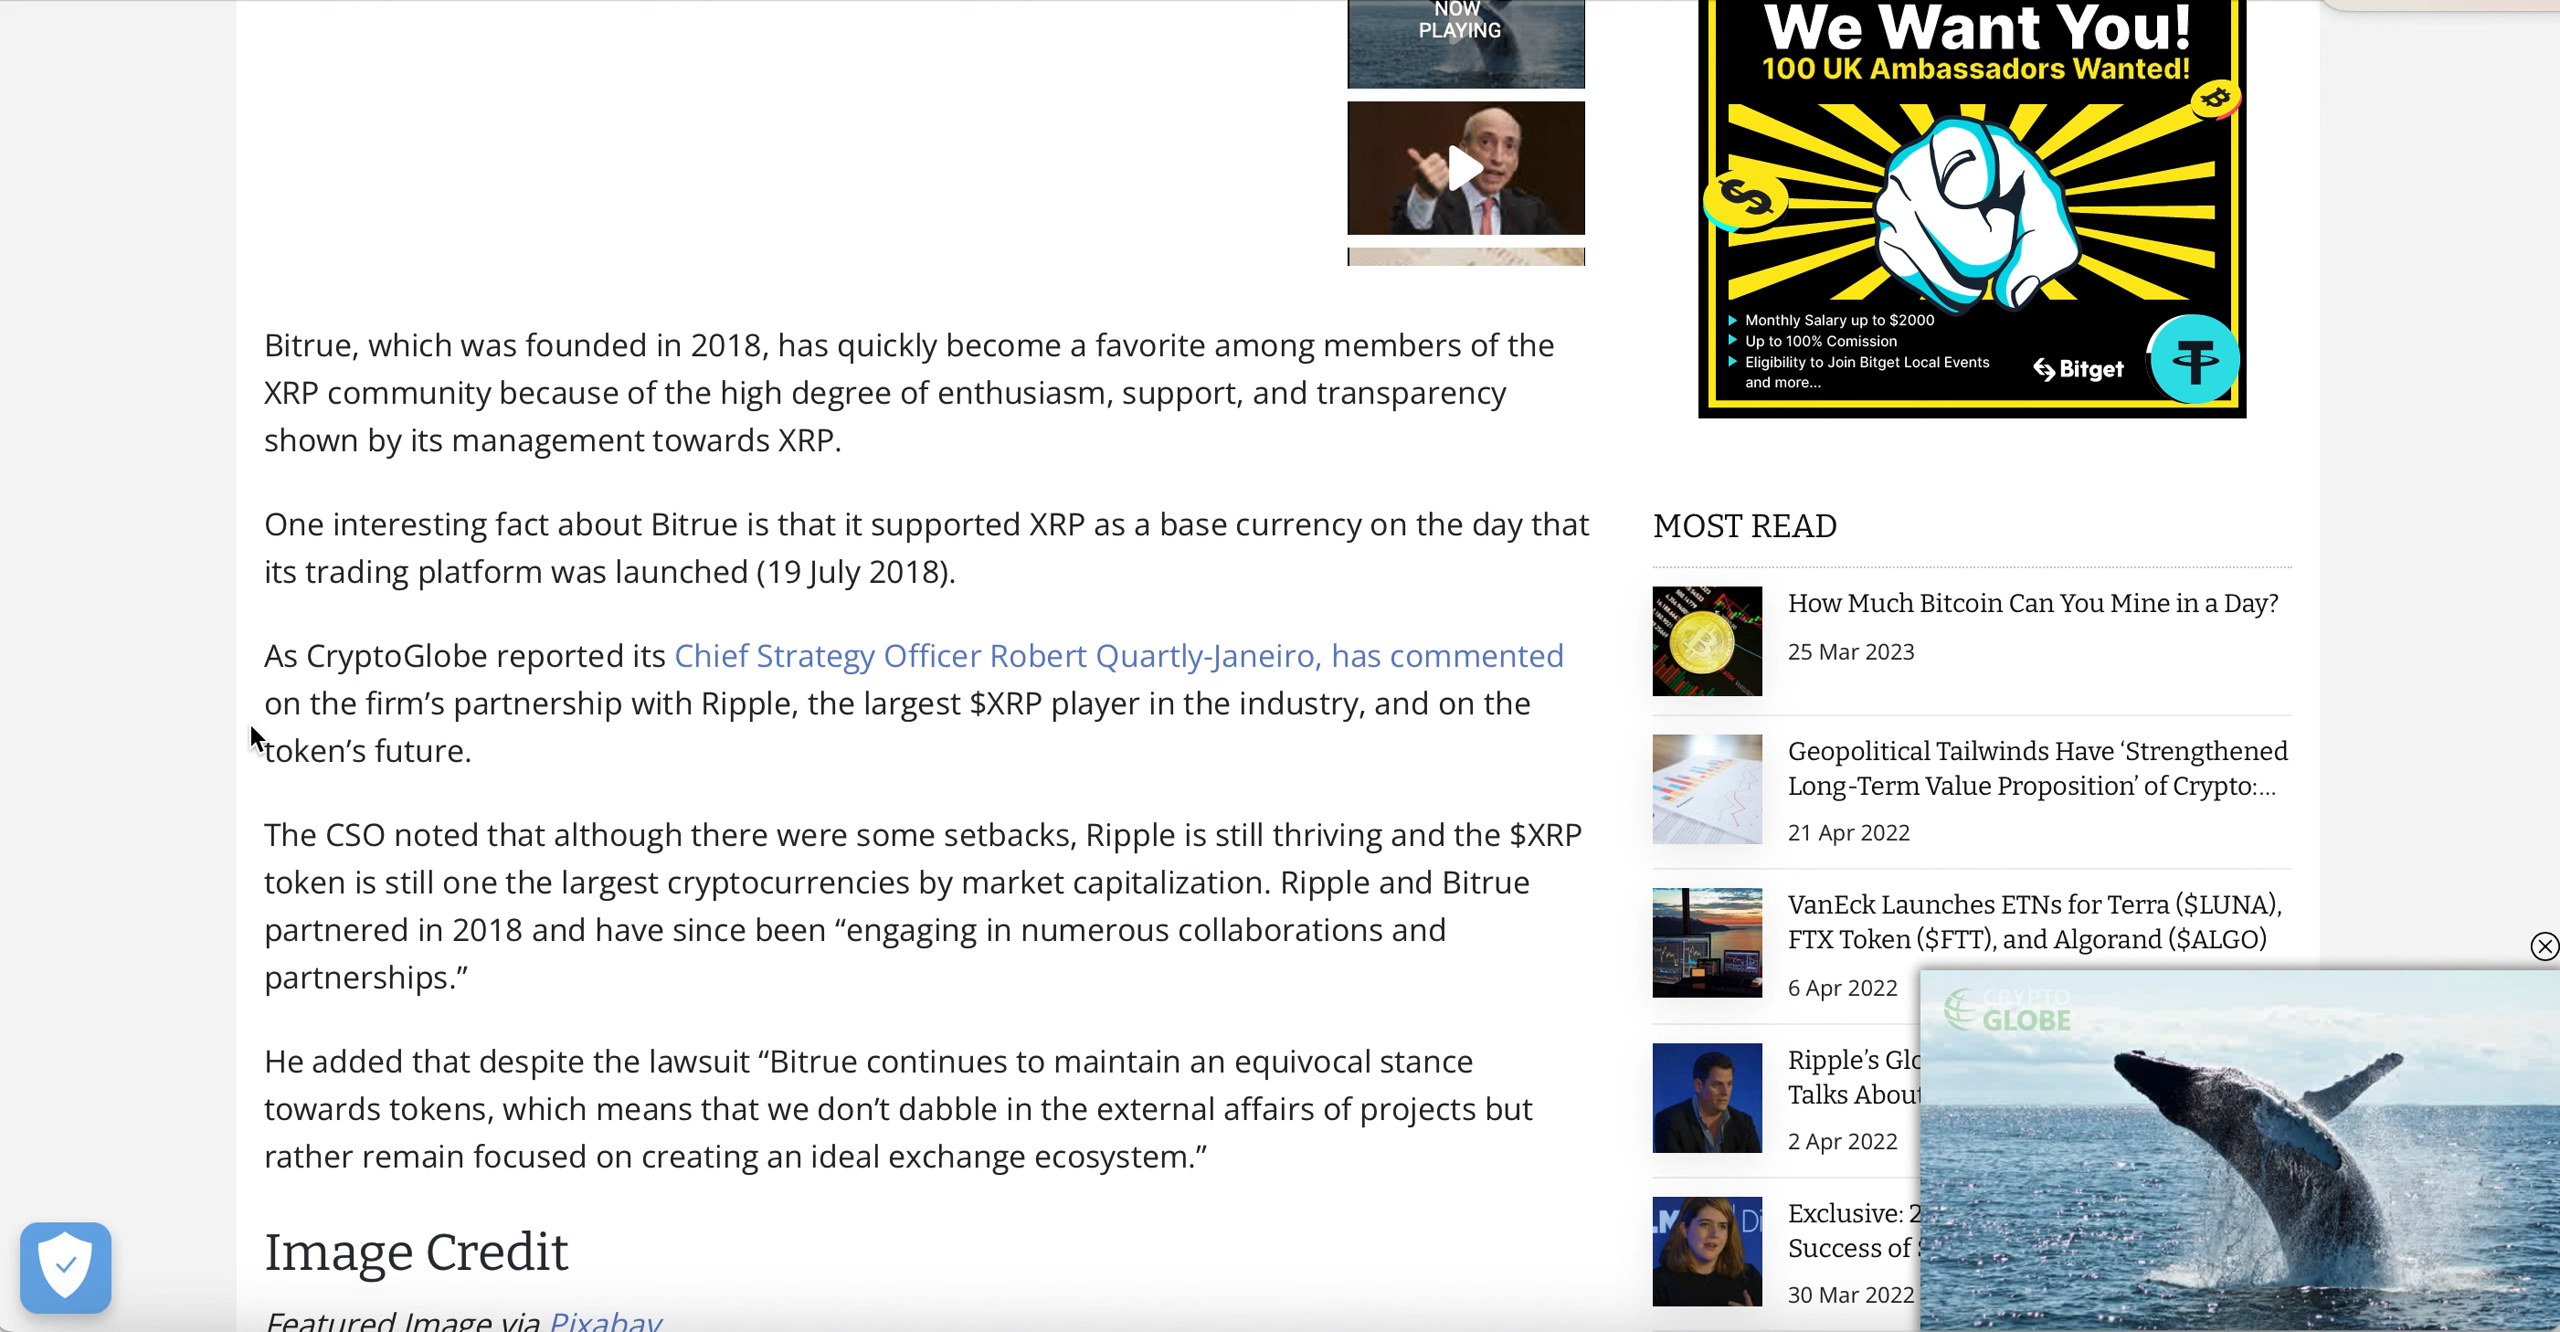 NOW
PLAYING
Bitrue, which was founded in 2018, has quickly become a favorite among members of the
XRP community because of the high degree of enthusiasm, support, and transparency
shown by its management towards XRP.
One interesting fact about Bitrue is that it supported XRP as a base currency on the day that
its trading platform was launched (19 July 2018).
As CryptoGlobe reported its Chief Strategy Officer Robert Quartly-Janeiro, has commented
on the firm’s partnership with Ripple, the largest $XRP player in the industry, and on the
token’s future.
The CSO noted that although there were some setbacks, Ripple is still thriving and the $XRP
token is still one the largest cryptocurrencies by market capitalization. Ripple and Bitrue
partnered in 2018 and have since been “engaging in numerous collaborations and
partnerships.”
He added that despite the lawsuit “Bitrue continues to maintain an equivocal stance
towards tokens, which means that we don’t dabble in the external affairs of projects but
rather remain focused on creating an ideal exchange ecosystem.”
Image Credit
Featured Image via Pixabay
We Want You!
100 UK Ambassadors Wanted!
Monthly Salary up to $2000
Up to 100% Comission
Eligibility to Join Bitget Local Events
and more...
Bitget
MOST READ
How Much Bitcoin Can You Mine in a Day?
25 Mar 2023
Geopolitical Tailwinds Have ‘Strengthened
Long-Term Value Proposition’ of Crypto:...
21 Apr 2022
VanEck Launches ETNs for Terra ($LUNA),
FTX Token ($FTT), and Algorand ($ALGO)
6 Apr 2022
Ripple’s Glo
Talks About
2 Apr 2022
Exclusive: 2
Success of
30 Mar 2022
CRYPTO
GLOBE